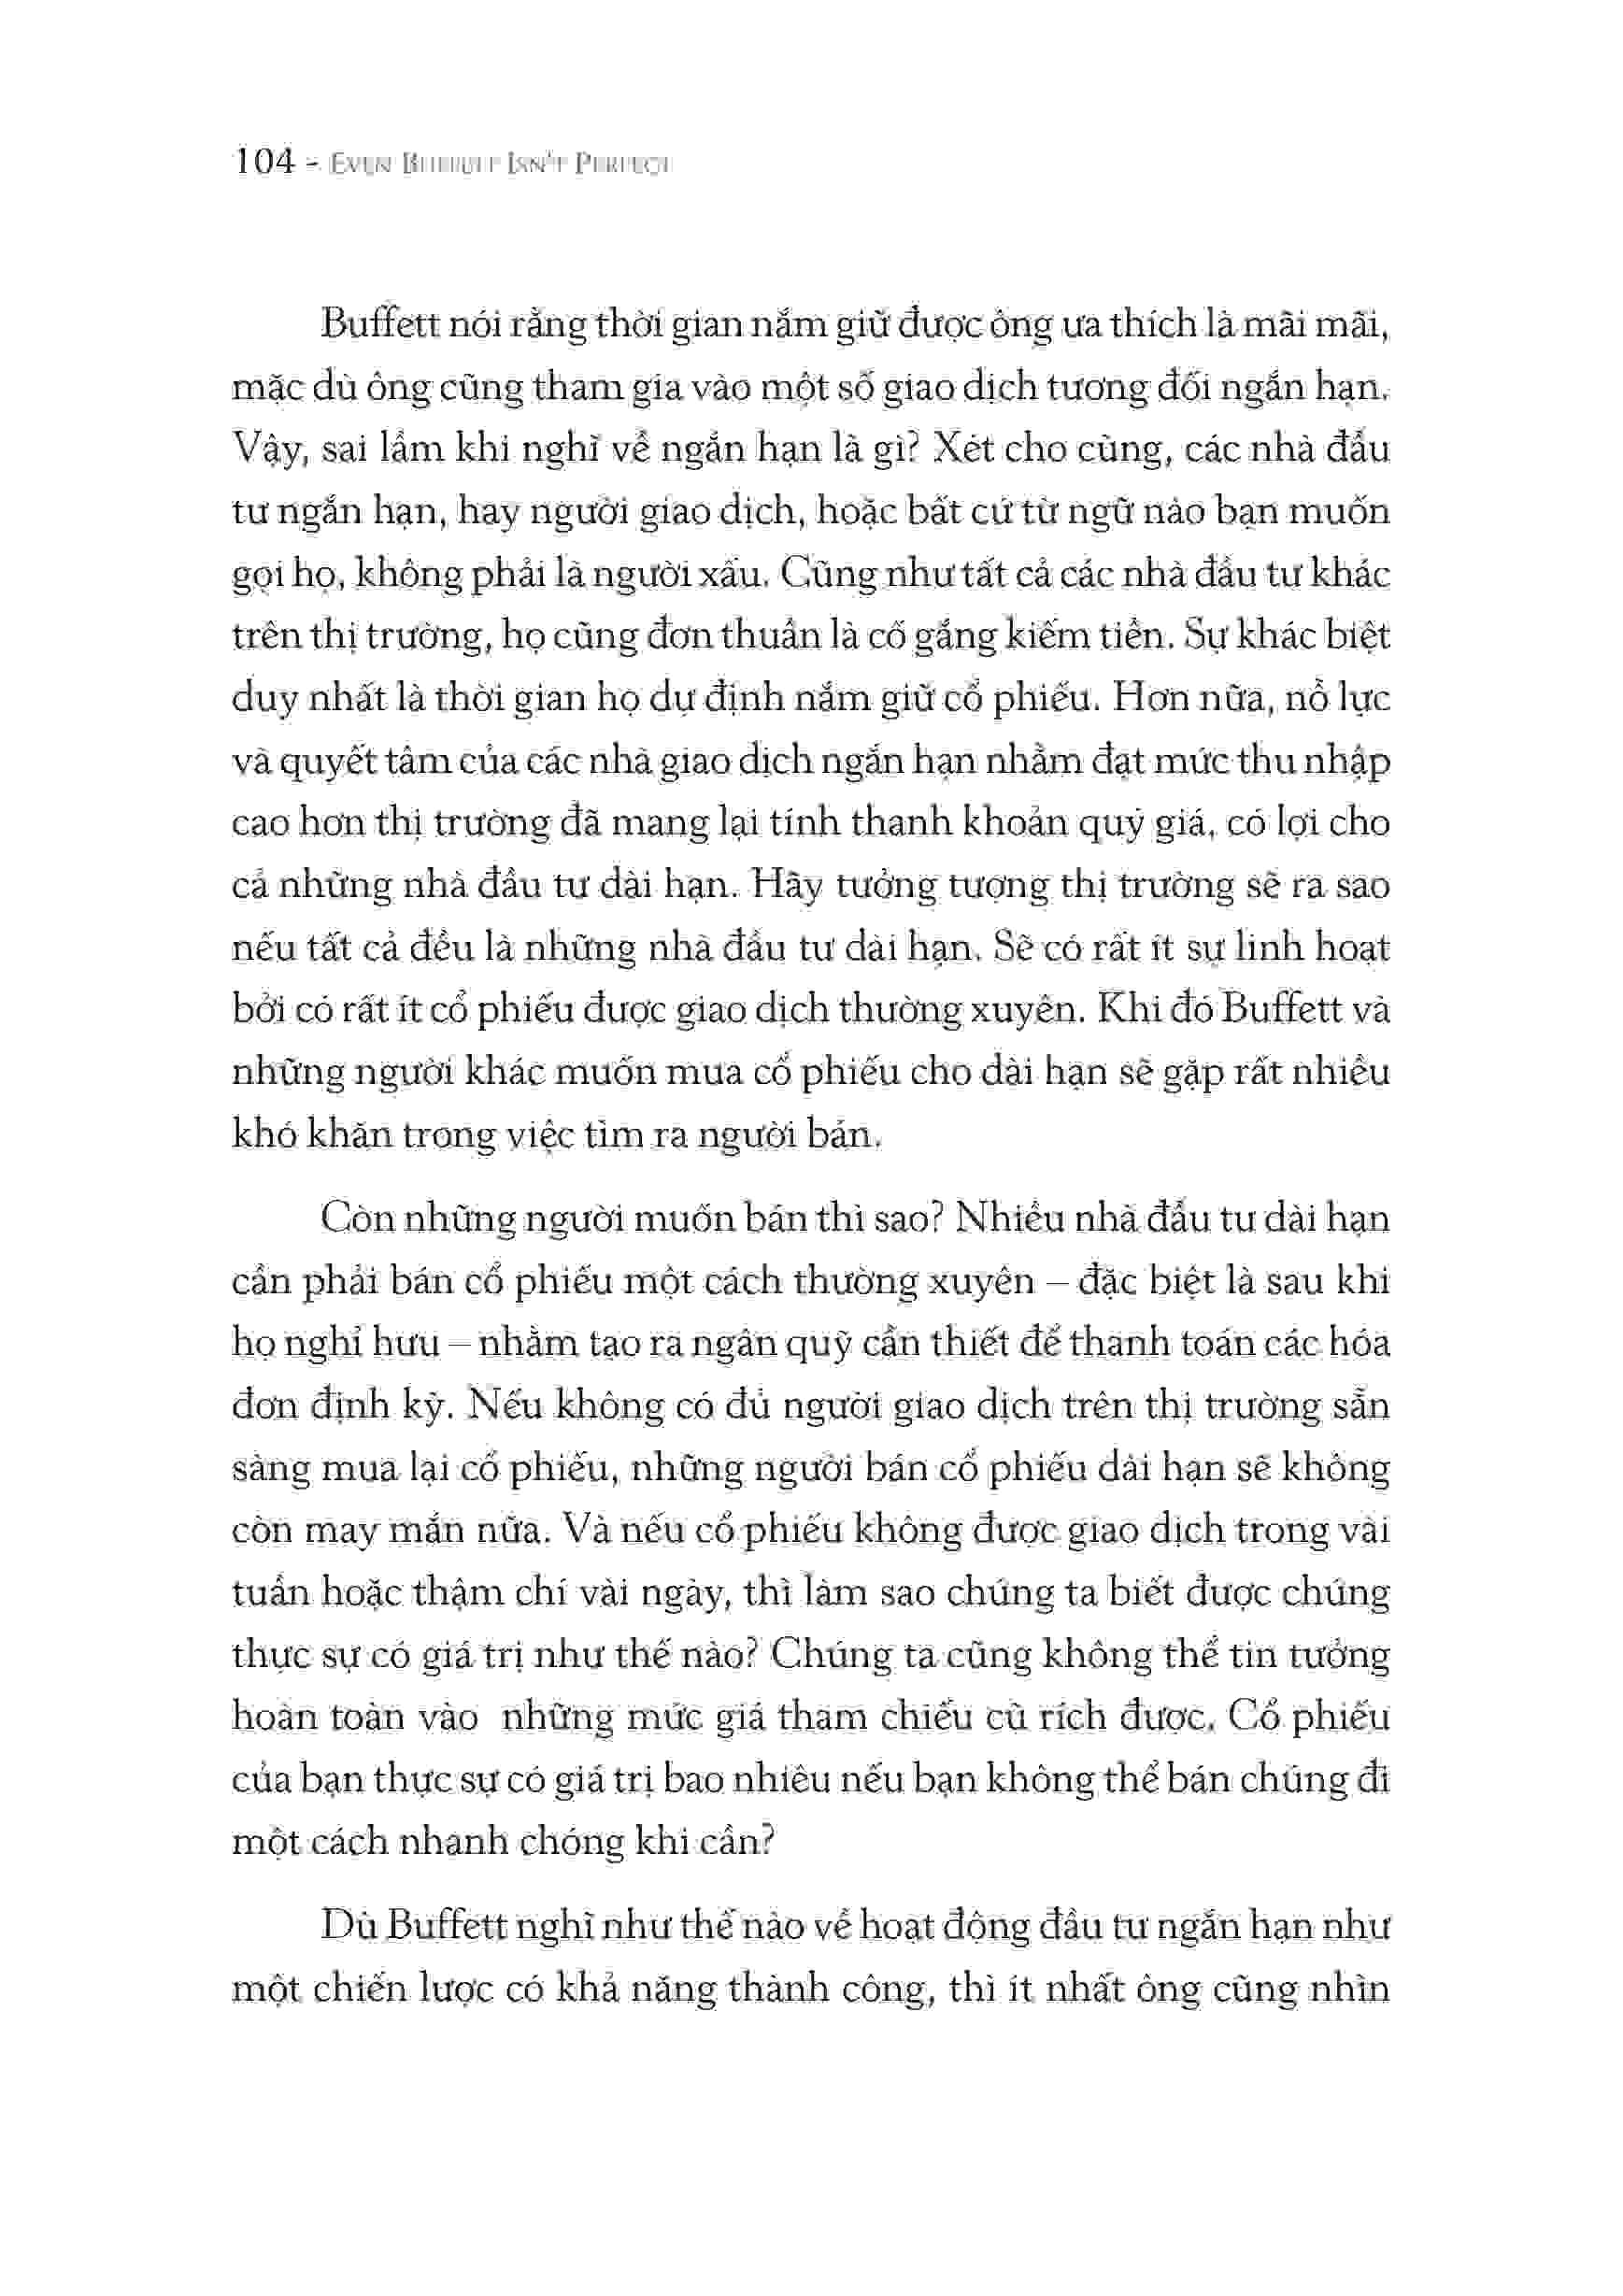 104 - EVEN BUFFETT ISN'T PERFECT
Buffett nói rằng thời gian nắm giữ được ông ưa thích là mãi mãi,
mặc dù ông cũng tham gia vào một số giao dịch tương đối ngắn hạn.
Vậy, sai lầm khi nghĩ về ngắn hạn là gì? Xét cho cùng, các nhà đầu
tư ngắn hạn, hay người giao dịch, hoặc bất cứ từ ngữ nào bạn muốn
gọi họ, không phải là người xấu. Cũng như tất cả các nhà đầu tư khác
trên thị trường, họ cũng đơn thuần là cố gắng kiếm tiền. Sự khác biệt
duy nhất là thời gian họ dự định nắm giữ cổ phiếu. Hơn nữa, nỗ lực
và quyết tâm của các nhà giao dịch ngắn hạn nhằm đạt mức thu nhập
cao hơn thị trường đã mang lại tính thanh khoản quý giá, có lợi cho
cả những nhà đầu tư dài hạn. Hãy tưởng tượng thị trường sẽ ra sao
nếu tất cả đều là những nhà đầu tư dài hạn. Sẽ có rất ít sự linh hoạt
bởi có rất ít cổ phiếu được giao dịch thường xuyên. Khi đó Buffett và
những người khác muốn mua cổ phiếu cho dài hạn sẽ gặp rất nhiều
khó khăn trong việc tìm ra người bán.
Còn những người muốn bán thì sao? Nhiều nhà đầu tư dài hạn
cần phải bán cổ phiếu một cách thường xuyên – đặc biệt là sau khi
họ nghỉ hưu – nhằm tạo ra ngân quỹ cần thiết để thanh toán các hóa
đơn định kỳ. Nếu không có đủ người giao dịch trên thị trường sẵn
sàng mua lại cổ phiếu, những người bán cổ phiếu dài hạn sẽ không
còn may mắn nữa. Và nếu cổ phiếu không được giao dịch trong vài
tuần hoặc thậm chí vài ngày, thì làm sao chúng ta biết được chúng
thực sự có giá trị như thế nào? Chúng ta cũng không thể tin tưởng
hoàn toàn vào những mức giá tham chiếu cũ rích được. Cổ phiếu
của bạn thực sự có giá trị bao nhiêu nếu bạn không thể bán chúng đi
một cách nhanh chóng khi cần?
Dù Buffett nghĩ như thế nào về hoạt động đầu tư ngắn hạn như
một chiến lược có khả năng thành công, thì ít nhất ông cũng nhìn